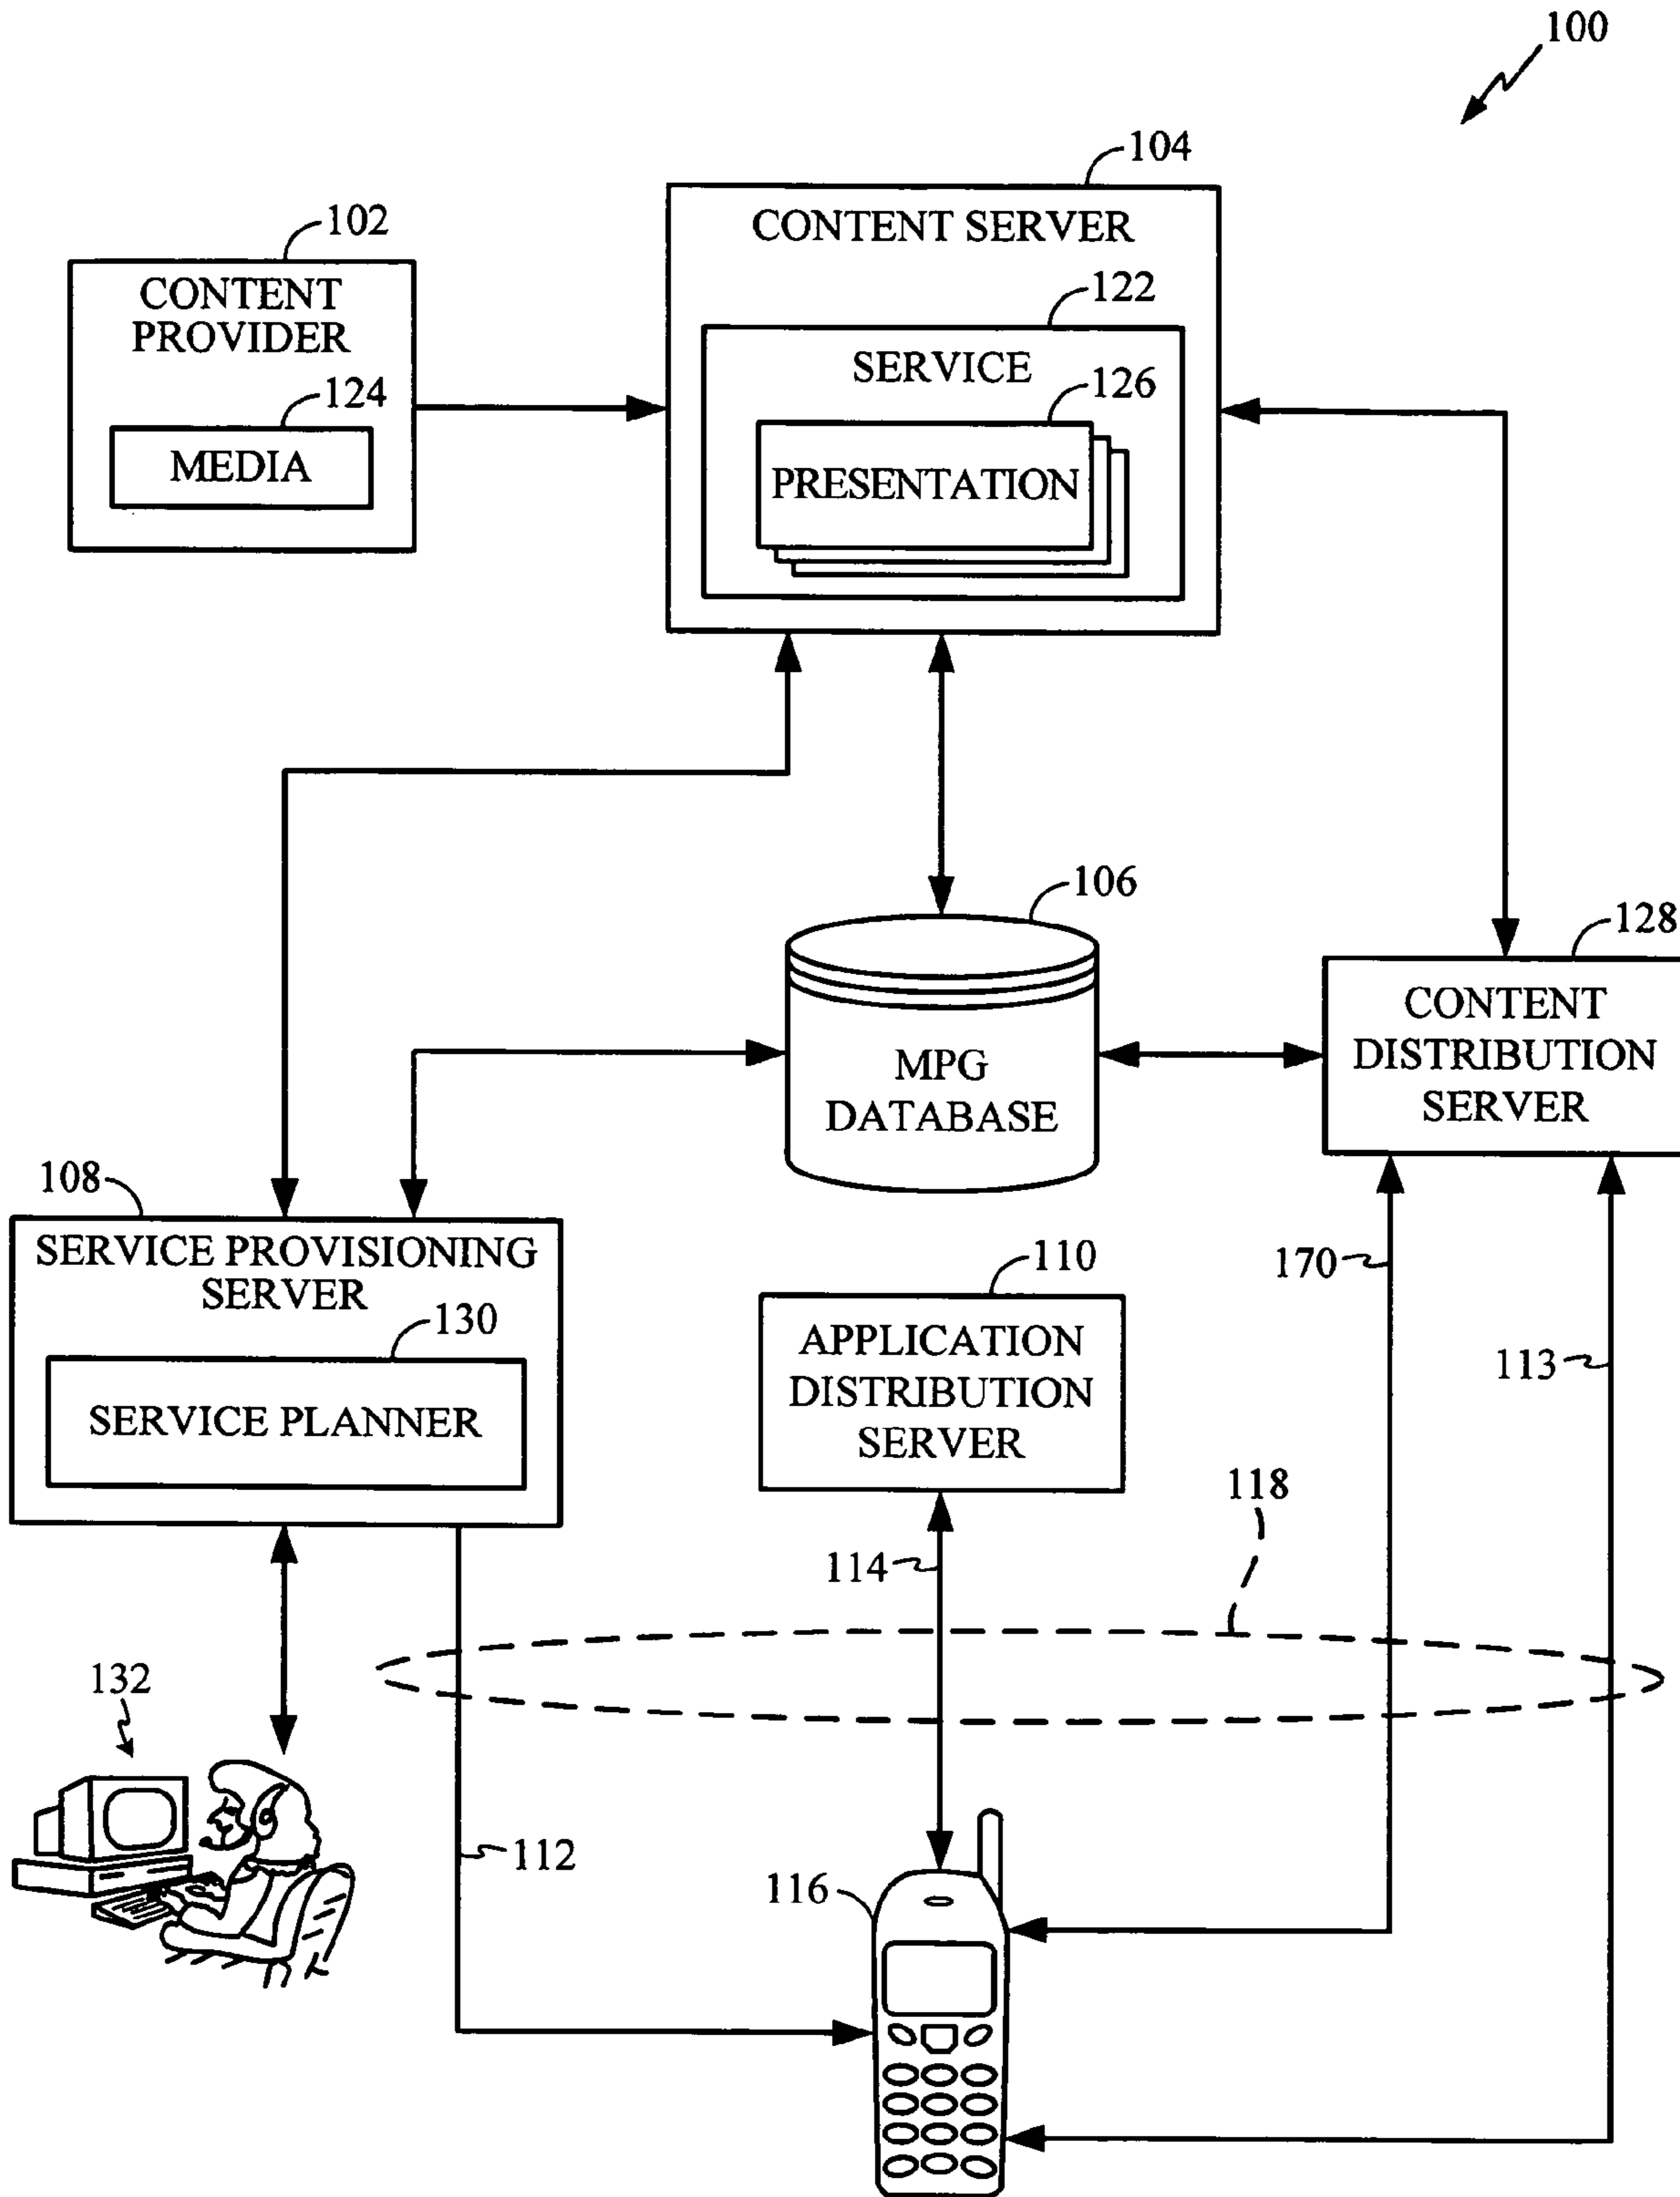 100
104
CONTENT SERVER
102
CONTENT
PROVIDER
122
SERVICE
124
MEDIA
126
PRESENTATION
106
MPG
DATABASE
128
CONTENT
DISTRIBUTION
SERVER
108
SERVICE PROVISIONING
SERVER
130
SERVICE PLANNER
110
APPLICATION
DISTRIBUTION
SERVER
170
113
118
114
132
112
116